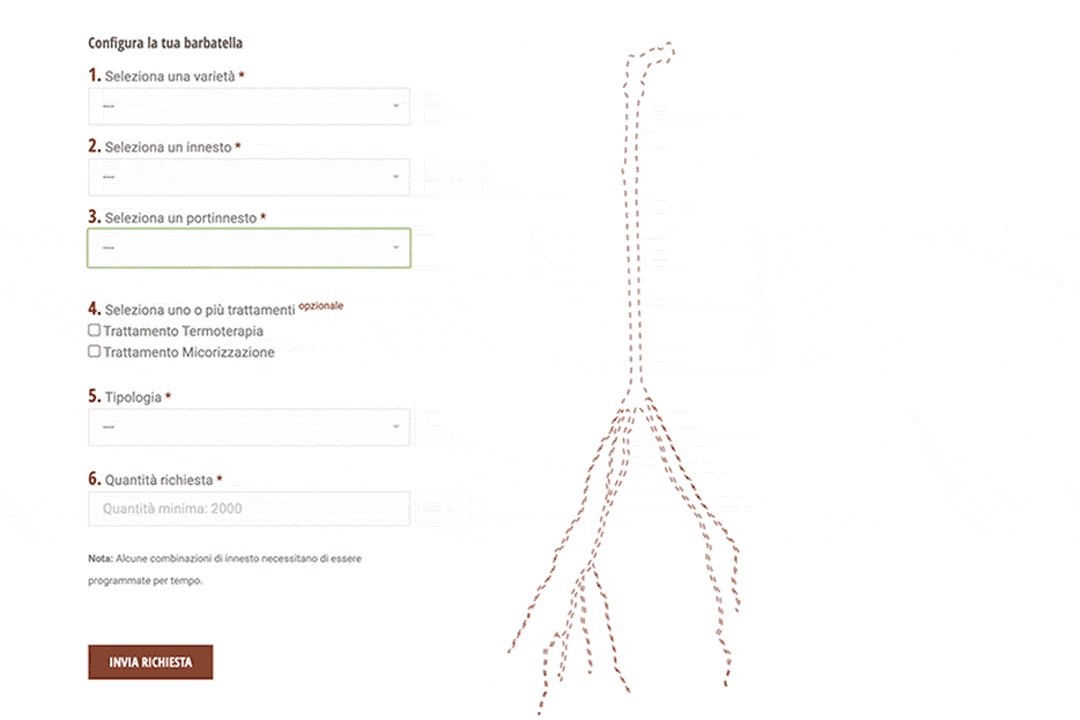 Configura la tua barbatella
1. Seleziona una varietà *
---
2. Seleziona un innesto *
---
3. Seleziona un portinnesto *
---
4. Seleziona uno o più trattamenti opzionale
Trattamento Termoterapia
Trattamento Micorizzazione
5. Tipologia *
---
6. Quantità richiesta *
Quantità minima: 2000
Nota: Alcune combinazioni di innesto necessitano di essere
programmate per tempo.
INVIA RICHIESTA